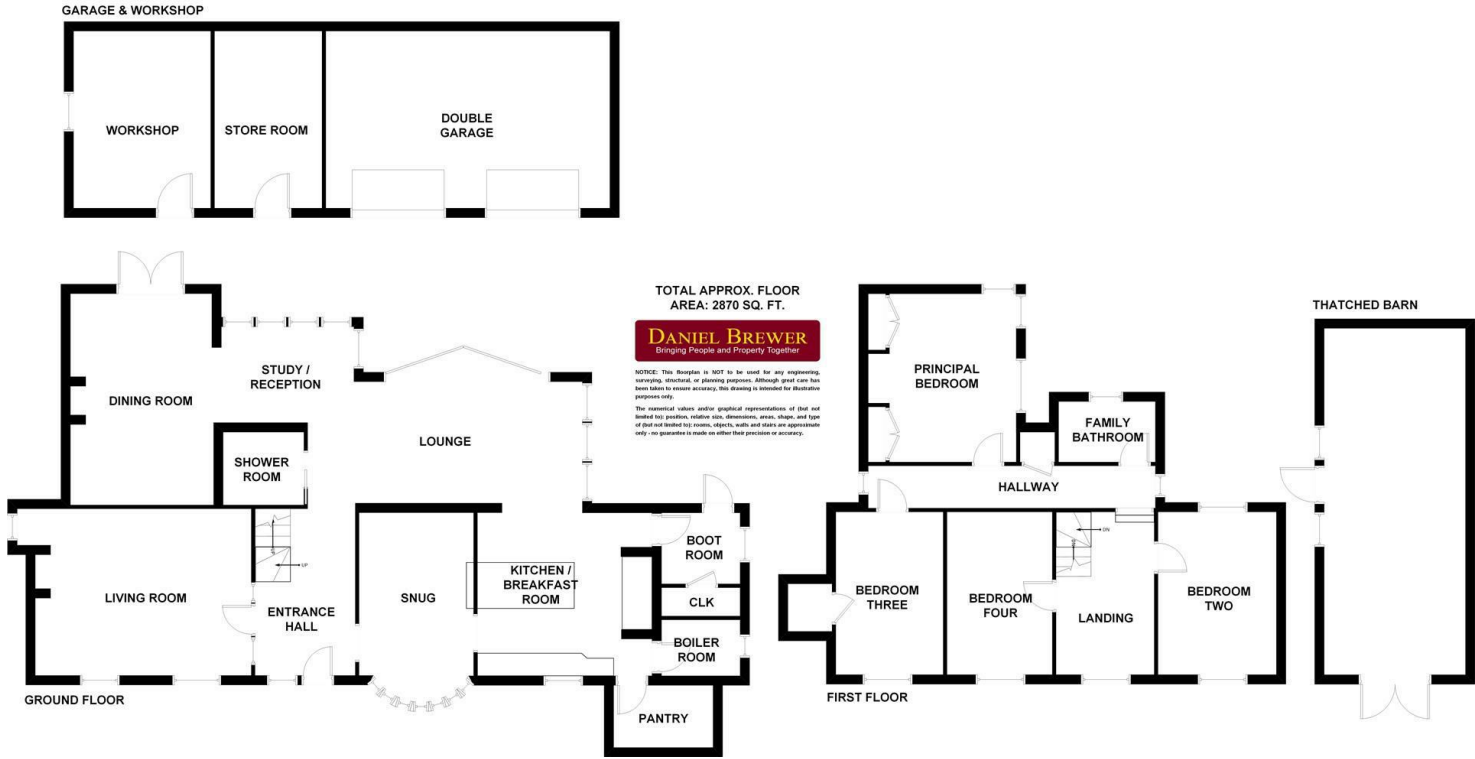 GARAGE & WORKSHOP
WORKSHOP
STORE ROOM
DOUBLE
GARAGE
TOTAL APPROX. FLOOR
AREA: 2870 SQ. FT.
DANIEL BREWER
Bringing People and Property Together
NOTICE: This floorplan is NOT to be used for any engineering,
surveying, structural, or planning purposes. Although great care has
been taken to ensure accuracy, this drawing is intended for illustrative
purposes only.
The numerical values and/or graphical representations of (but not
limited to): position, relative size, dimensions, areas, shape, and type
of (but not limited to): rooms, objects, walls and stairs are approximate
only - no guarantee is made on either their precision or accuracy.
DINING ROOM
STUDY /
RECEPTION
LOUNGE
SHOWER
ROOM
LIVING ROOM
UP
ENTRANCE
HALL
SNUG
KITCHEN /
BREAKFAST
ROOM
BOOT
ROOM
CLK
BOILER
ROOM
PANTRY
GROUND FLOOR
PRINCIPAL
BEDROOM
FAMILY
BATHROOM
HALLWAY
BEDROOM
THREE
BEDROOM
FOUR
DN
LANDING
BEDROOM
TWO
FIRST FLOOR
THATCHED BARN